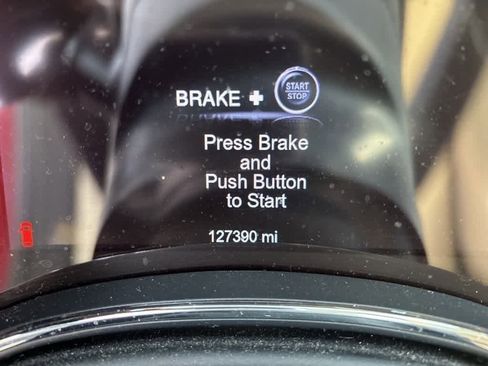 BRAKE + START STOP
Press Brake
and
Push Button
to Start
127390 mi